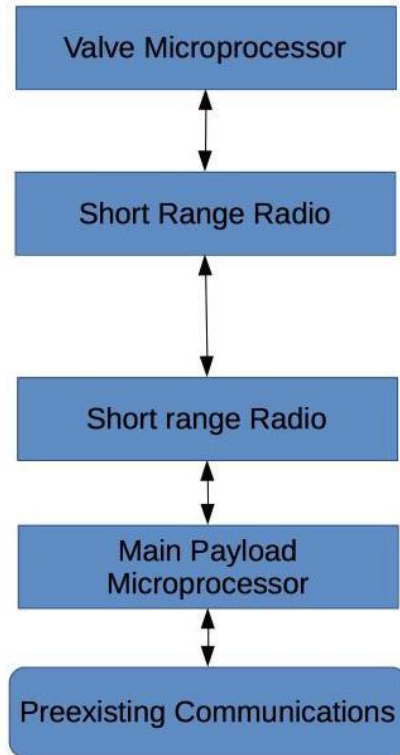 Valve Microprocessor
Short Range Radio
Short range Radio
Main Payload
Microprocessor
Preexisting Communications